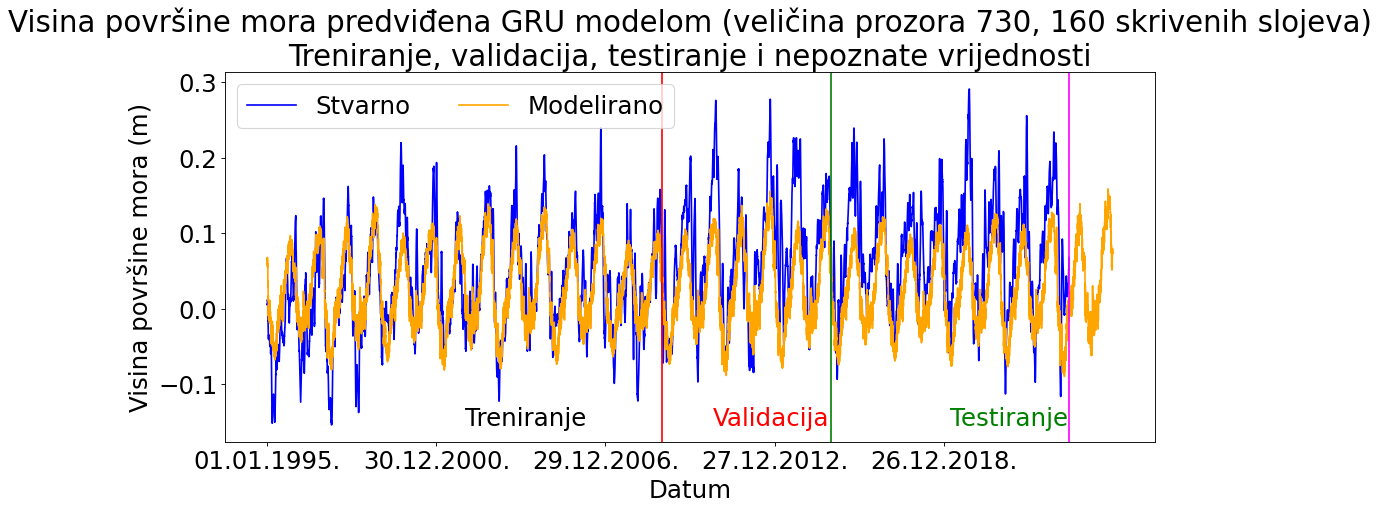 Visina površine mora predviđena GRU modelom (veličina prozora 730, 160 skrivenih slojeva)
Treniranje, validacija, testiranje i nepoznate vrijednosti
Stvarno
Modelirano
Visina površine mora (m)
0.3
0.2
0.1
0.0
−0.1
Treniranje
Validacija
Testiranje
01.01.1995.
30.12.2000.
29.12.2006.
27.12.2012.
26.12.2018.
Datum